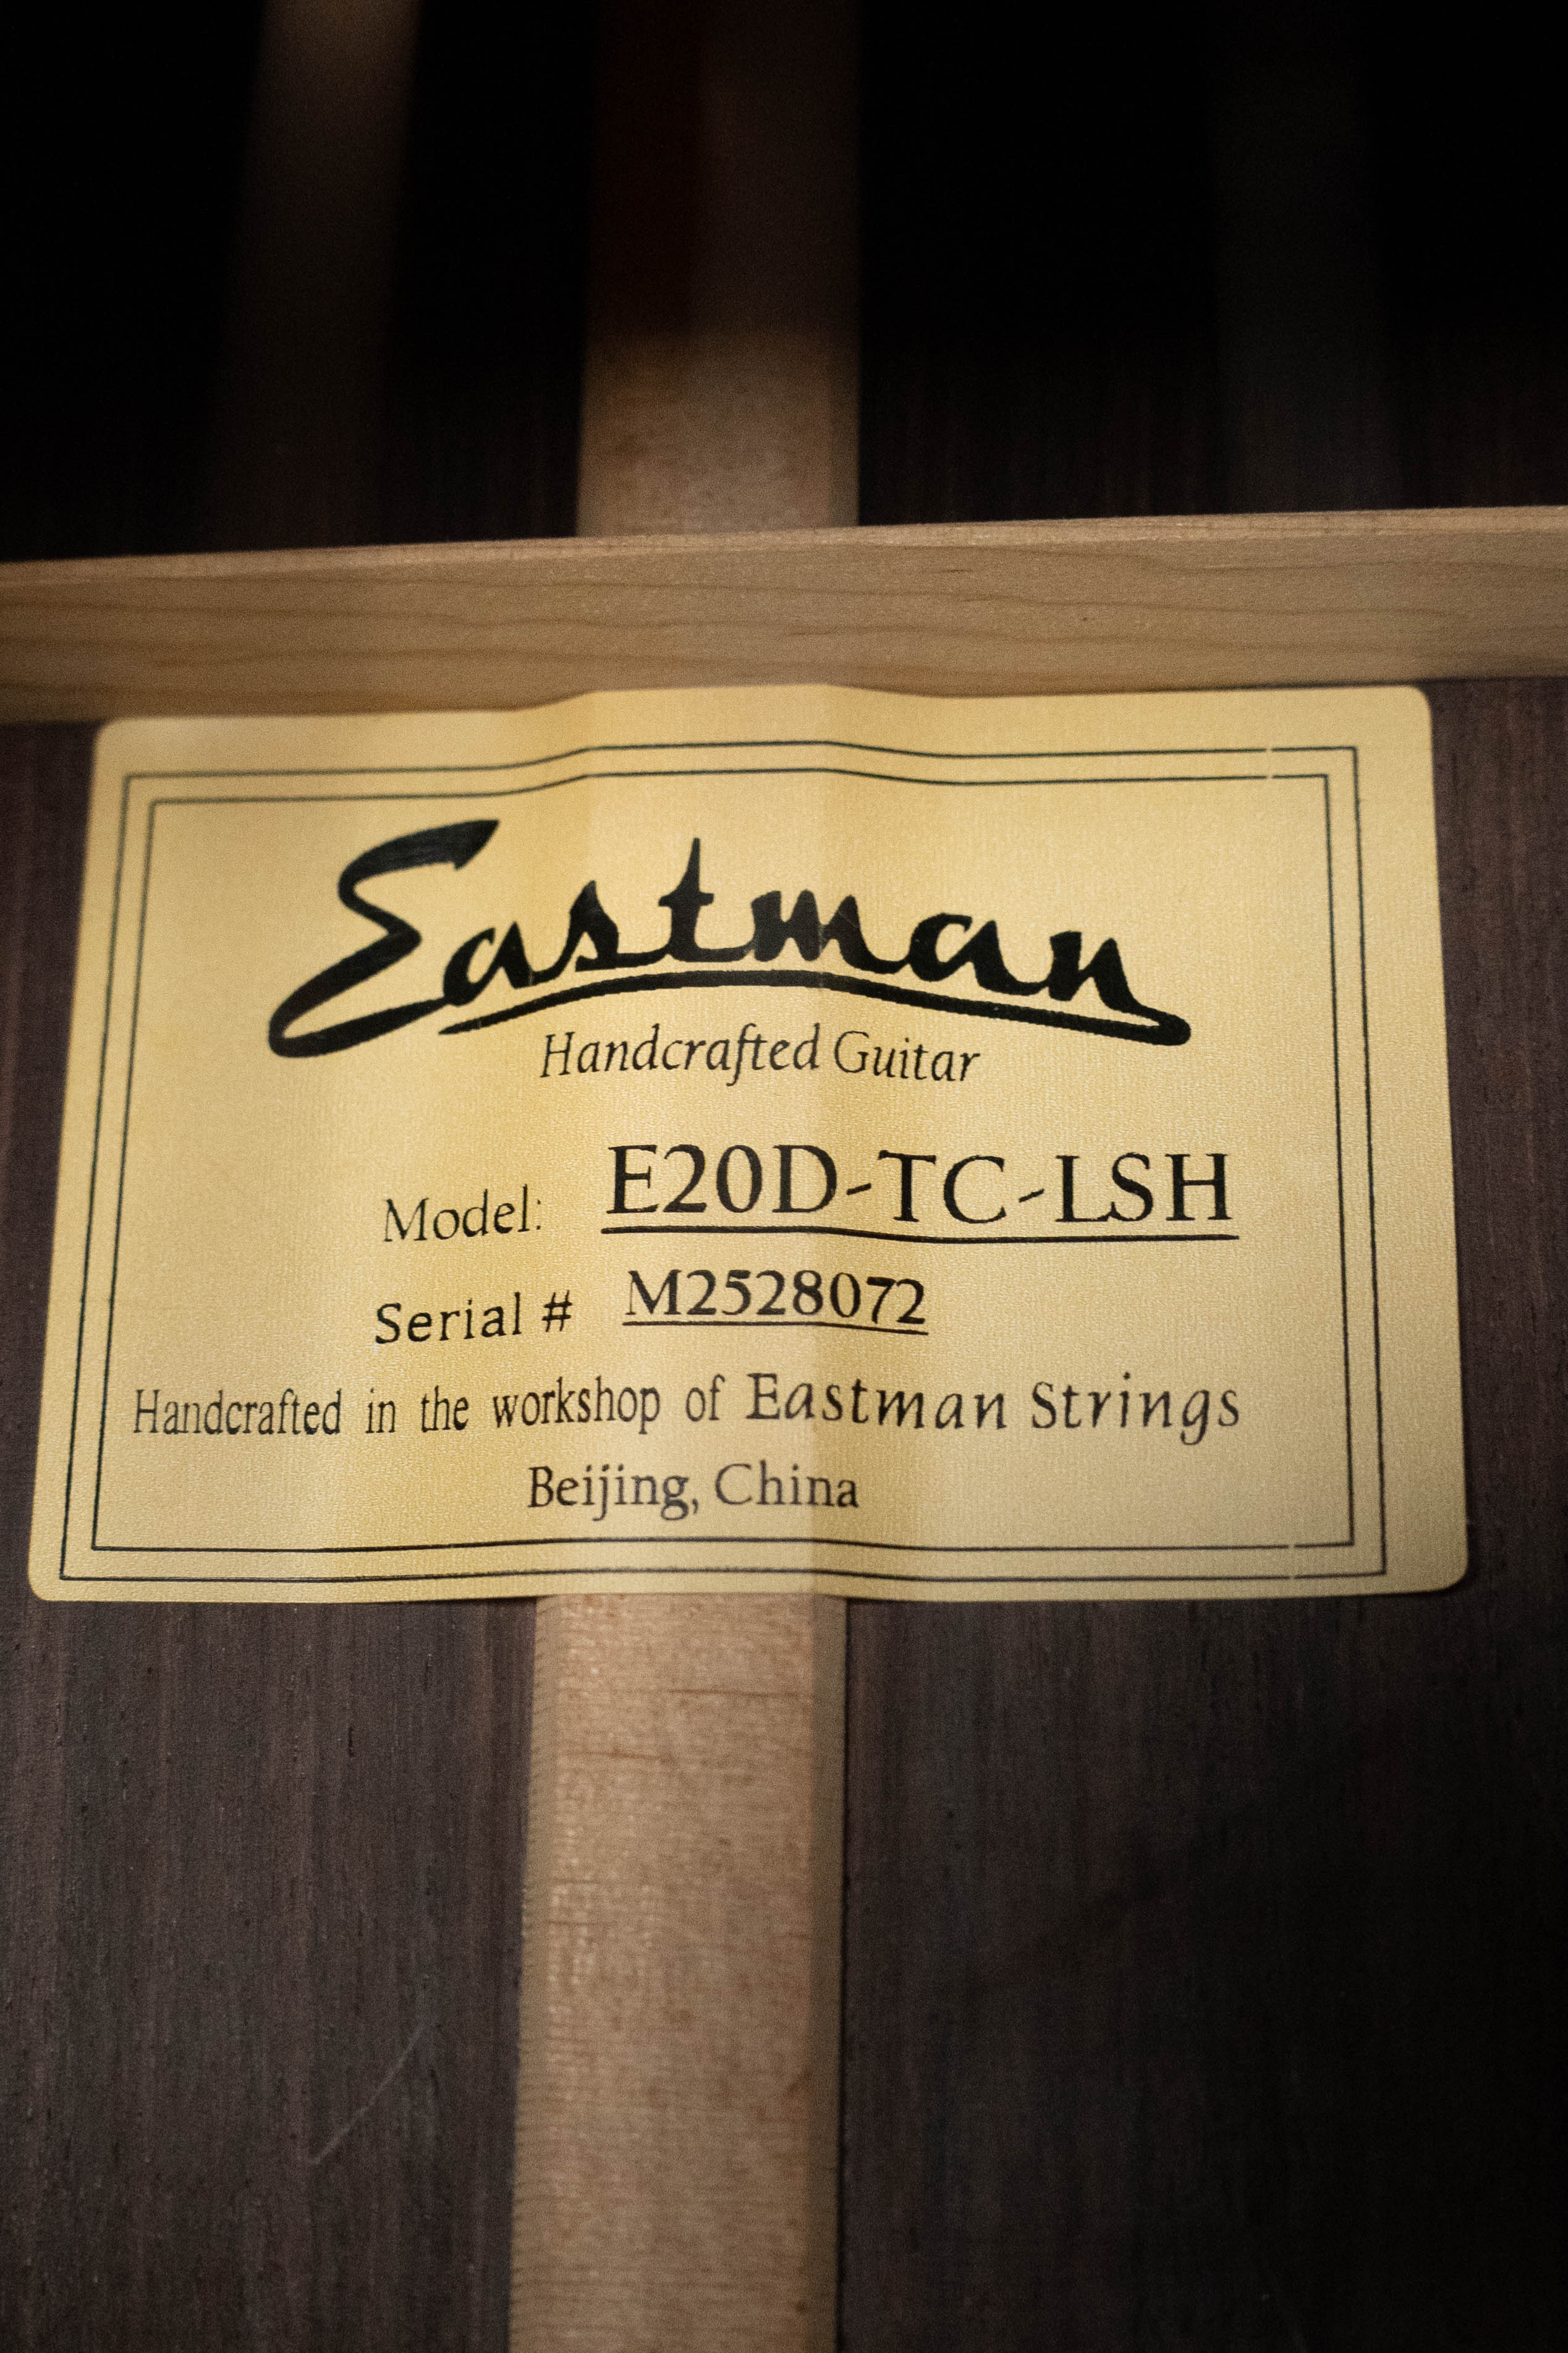 Eastman
Handcrafted Guitar
Model: E20D-TC-LSH
Serial # M2528072
Handcrafted in the workshop of Eastman Strings
Beijing, China